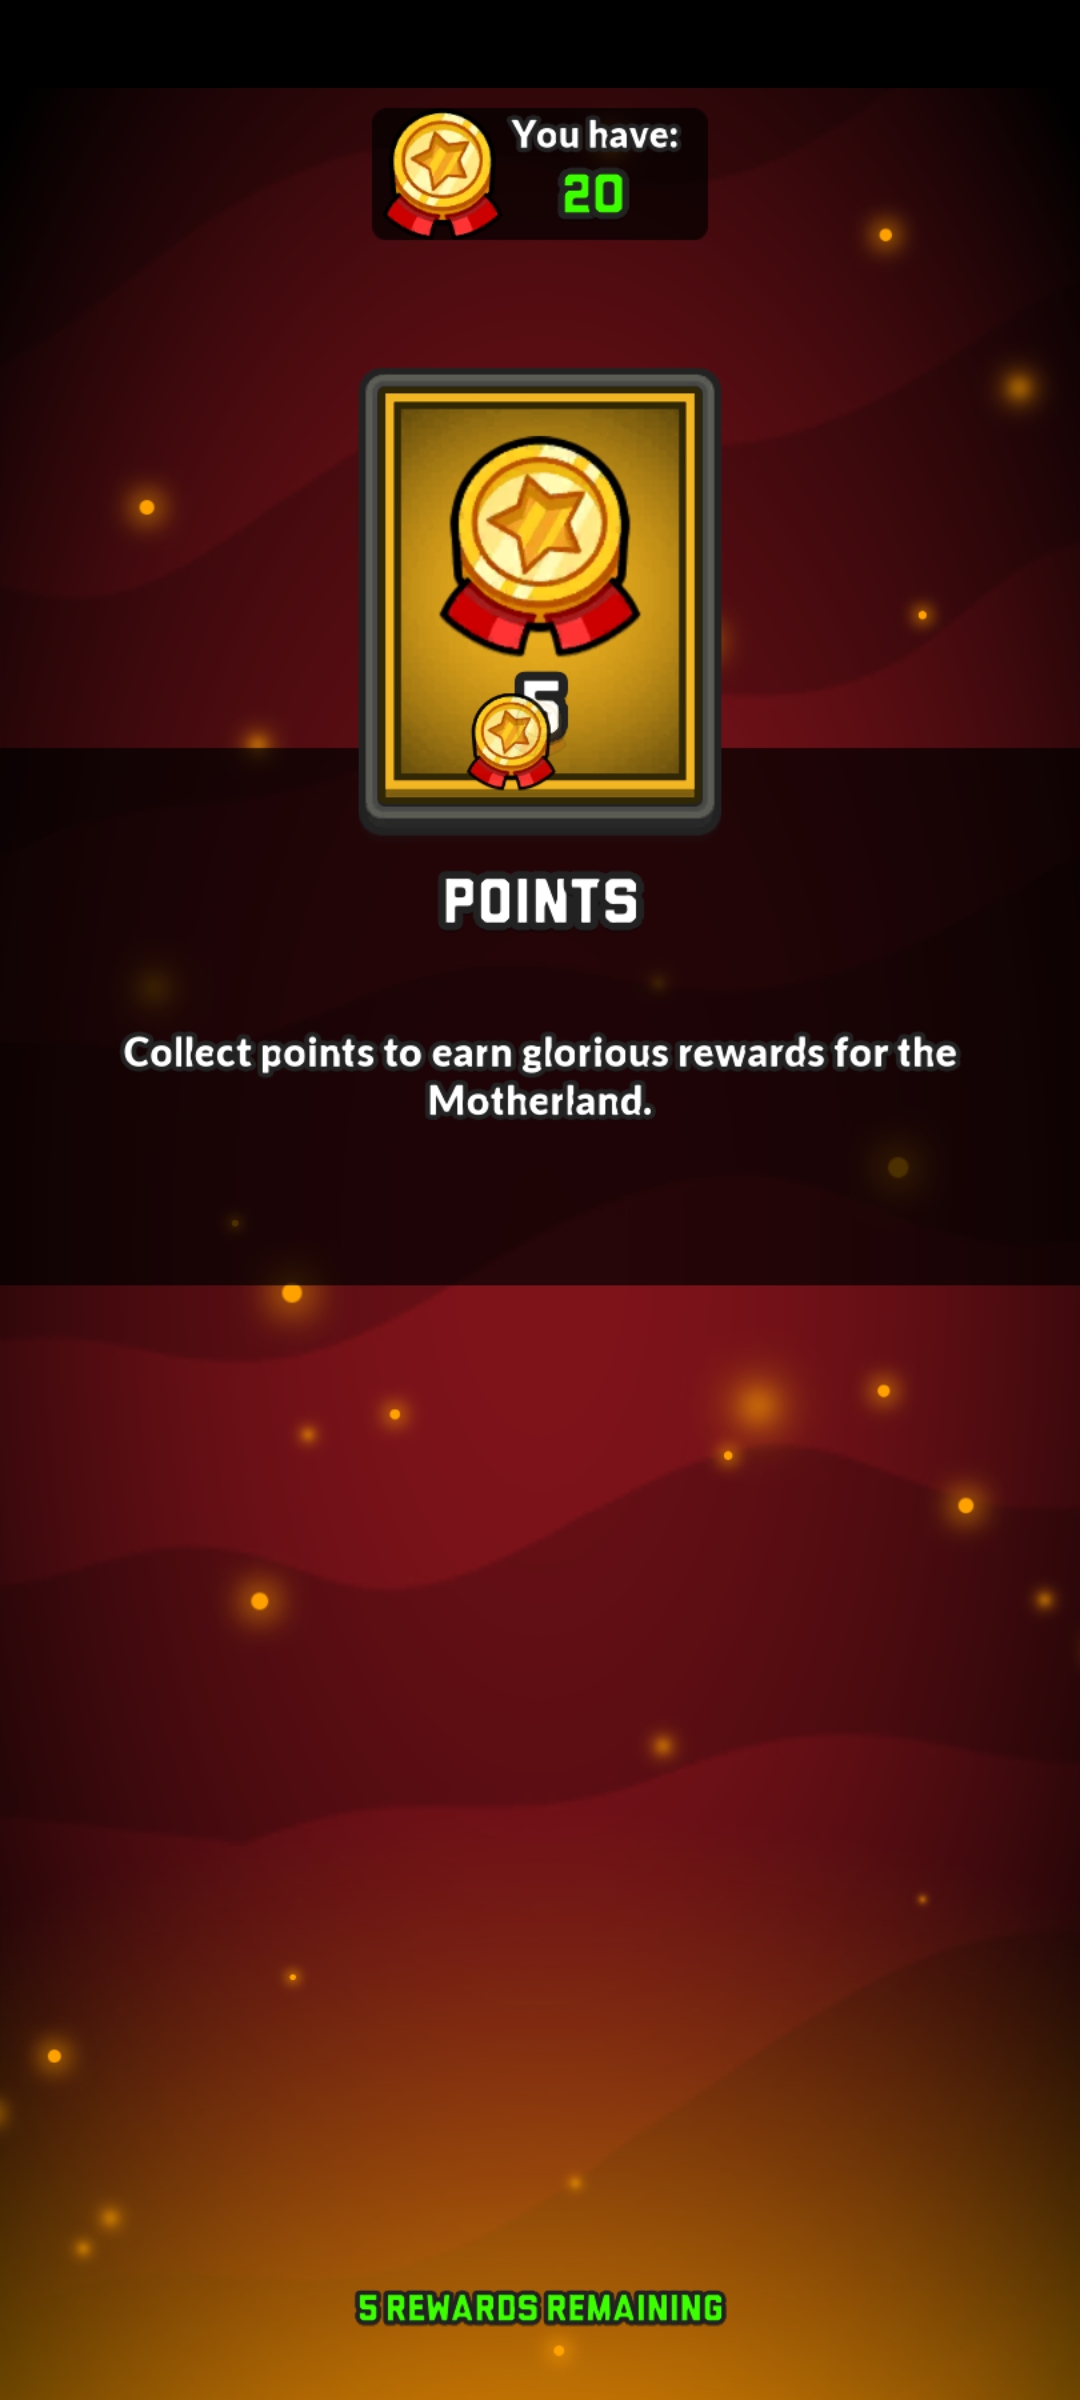 You have:
20
5
POINTS
Collect points to earn glorious rewards for the
Motherland.
5 REWARDS REMAINING